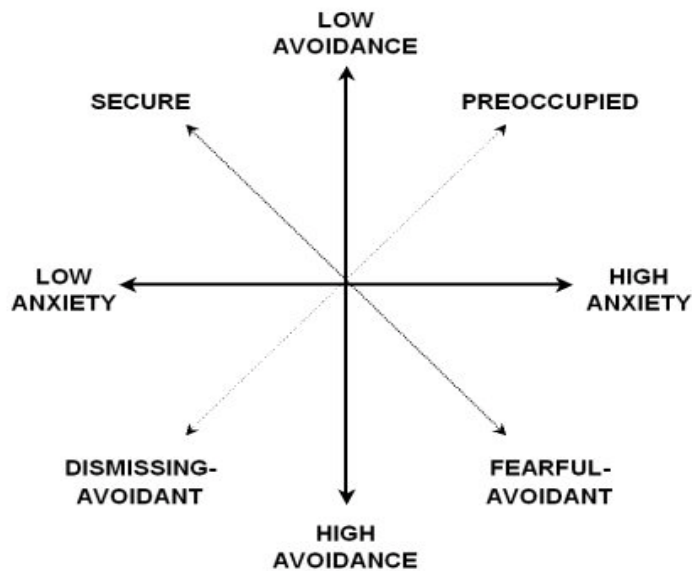 LOW
AVOIDANCE
SECURE
PREOCCUPIED
LOW
ANXIETY
HIGH
ANXIETY
DISMISSING-
AVOIDANT
FEARFUL-
AVOIDANT
HIGH
AVOIDANCE